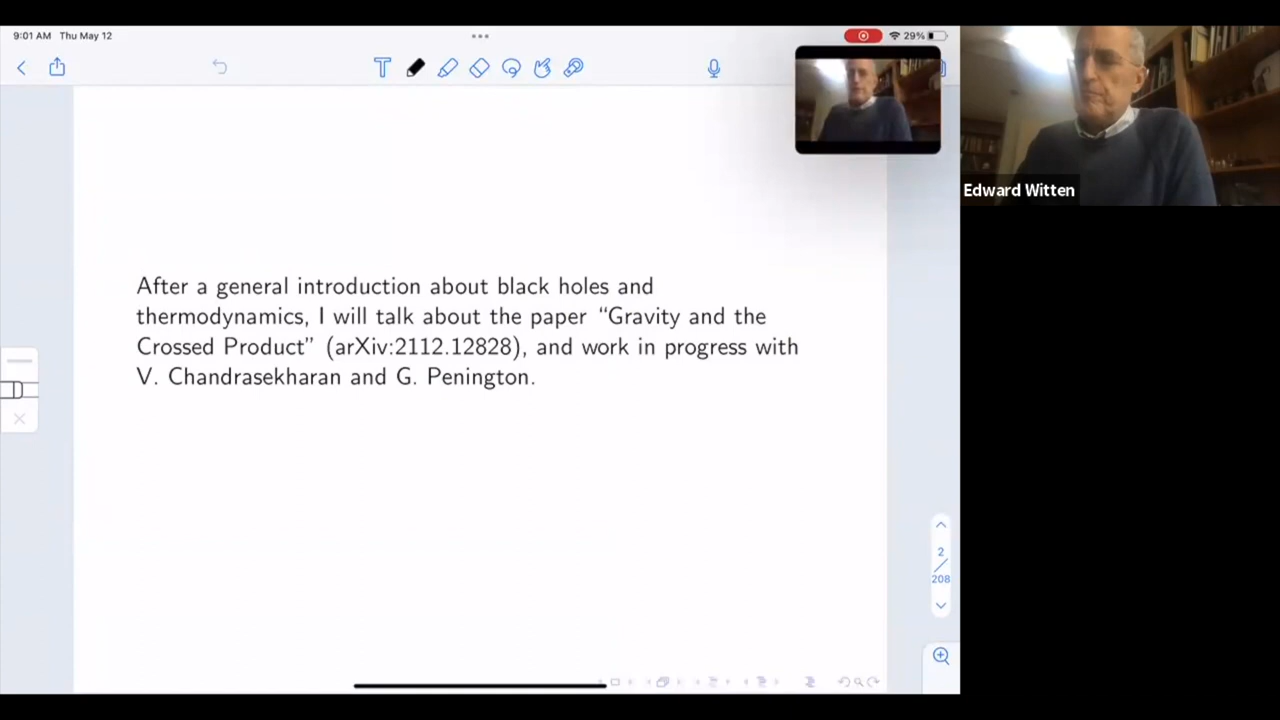 9:01 AM Thu May 12
29%
After a general introduction about black holes and
thermodynamics, I will talk about the paper “Gravity and the
Crossed Product” (arXiv:2112.12828), and work in progress with
V. Chandrasekharan and G. Penington.
2
208
Edward Witten